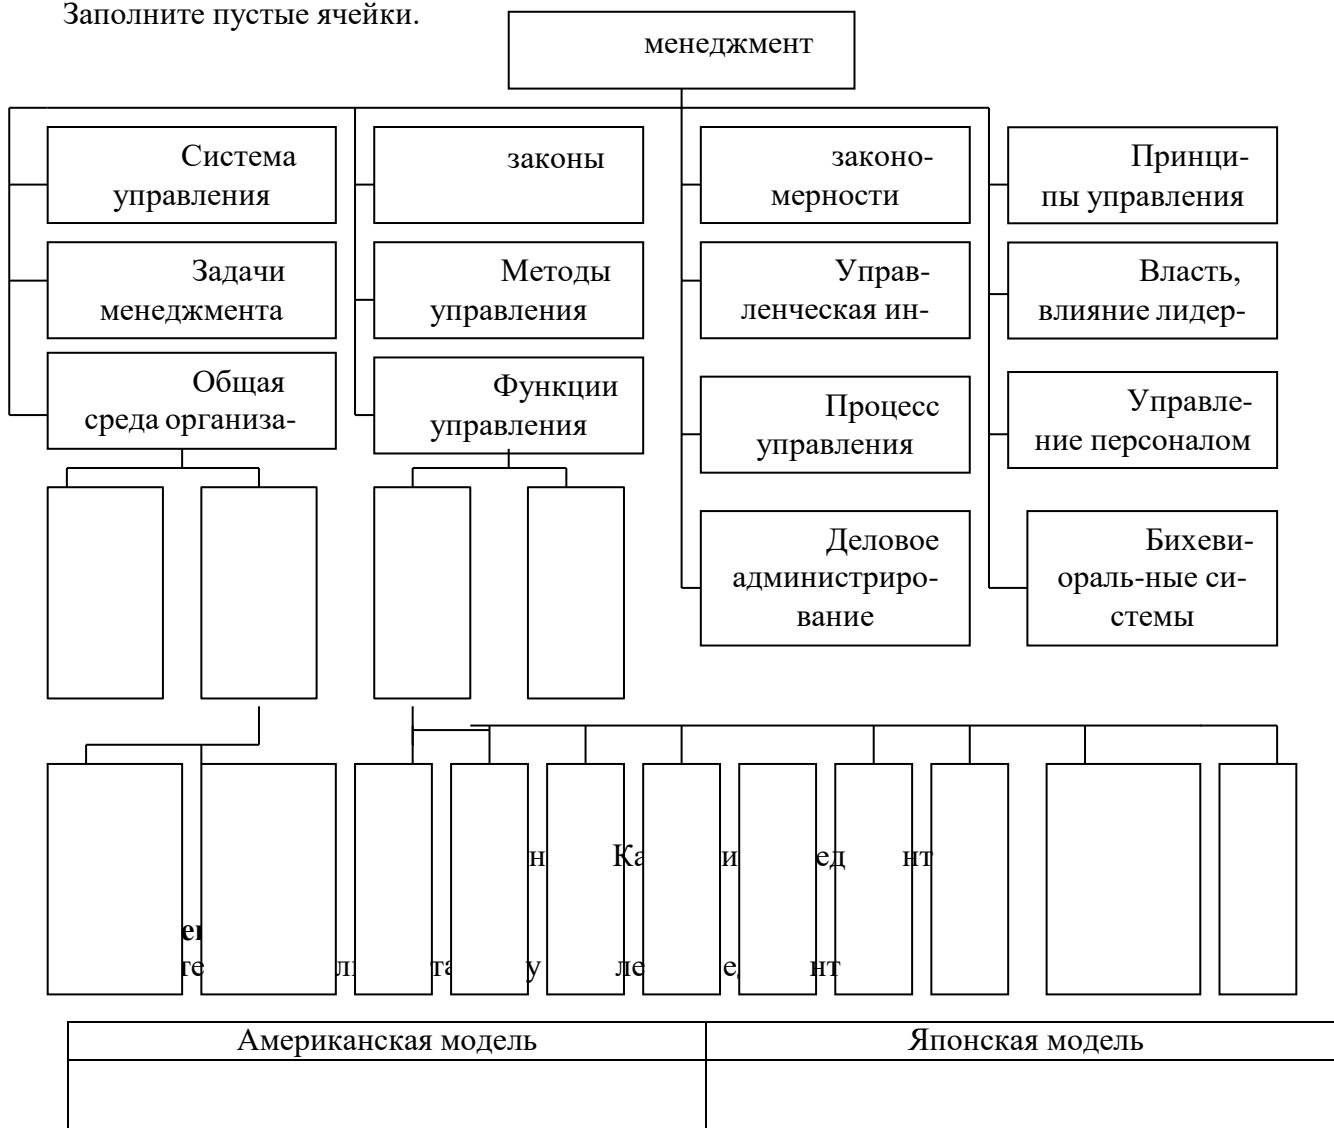 Заполните пустые ячейки.
менеджмент
Система
управления
законы
законо-
мерности
Принци-
пы управления
Задачи
менеджмента
Методы
управления
Управ-
ленческая ин-
Власть,
влияние лидер-
Общая
среда организа-
Функции
управления
Процесс
управления
Управле-
ние персоналом
Деловое
администриро-
вание
Бихеви-
ораль-ные си-
стемы
Американская модель
Японская модель